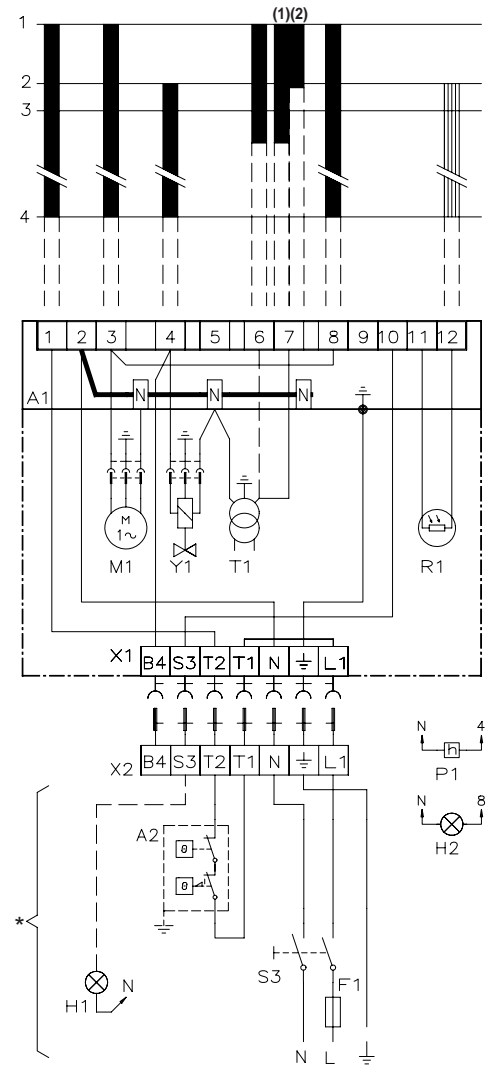 (1)(2)
1
2
3
4
1 2 3 4 5 6 7 8 9 10 11 12
A1 N N N
M
1~
M1 Y1 T1 R1
X1 B4 S3 T2 T1 N L1
X2 B4 S3 T2 T1 N L1
N h 4
P1
N 8
H2
A2
θ
θ
*
S3 F1
H1 N
N L